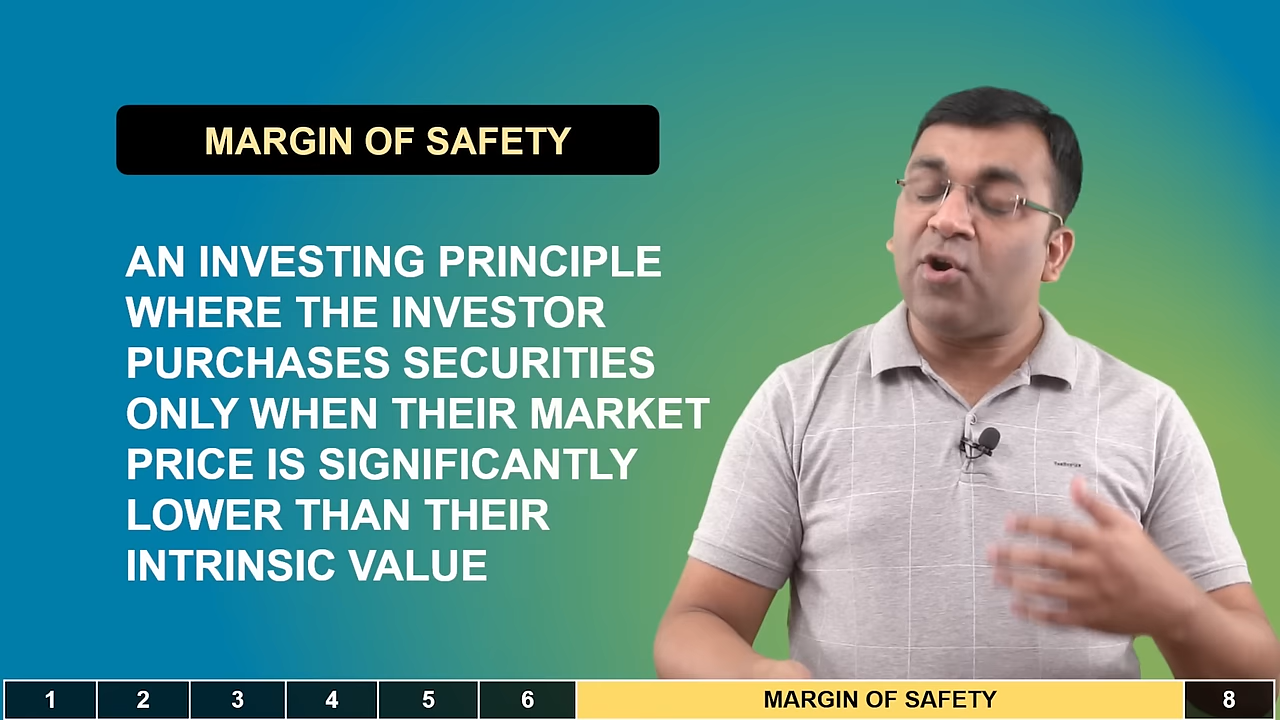 MARGIN OF SAFETY
AN INVESTING PRINCIPLE
WHERE THE INVESTOR
PURCHASES SECURITIES
ONLY WHEN THEIR MARKET
PRICE IS SIGNIFICANTLY
LOWER THAN THEIR
INTRINSIC VALUE
1 2 3 4 5 6 MARGIN OF SAFETY 8